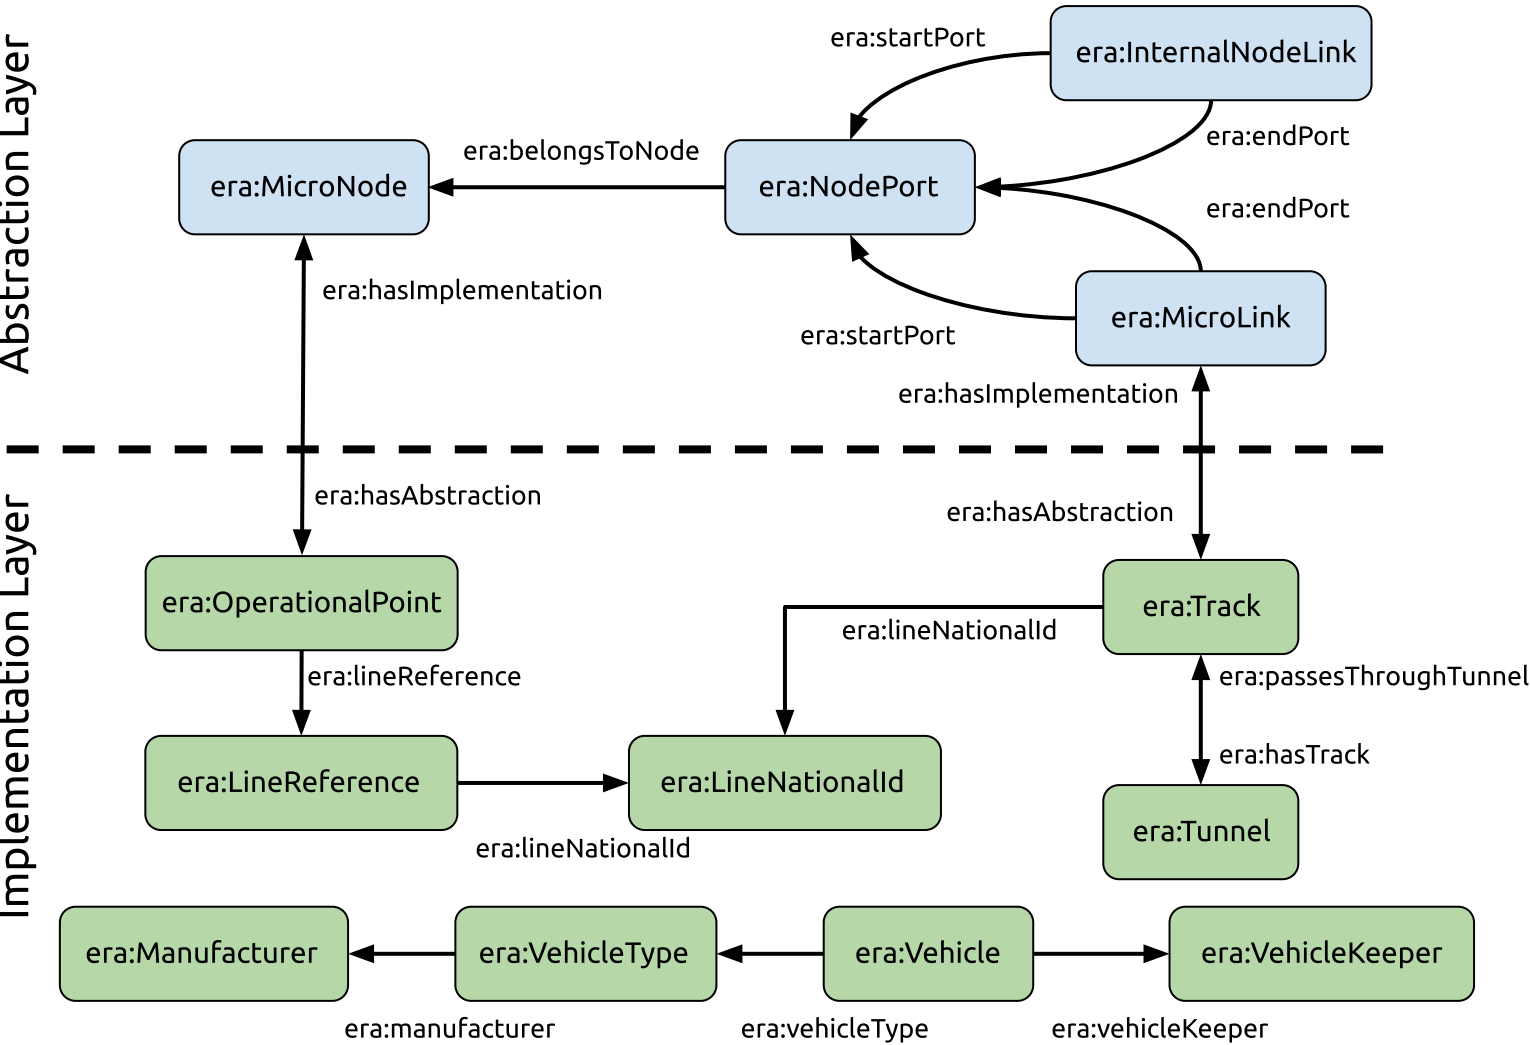 Abstraction Layer
era:startPort
era:InternalNodeLink
era:endPort
era:belongsToNode
era:MicroNode
era:NodePort
era:endPort
era:hasImplementation
era:MicroLink
era:startPort
era:hasImplementation
Implementation Layer
era:hasAbstraction
era:hasAbstraction
era:OperationalPoint
era:Track
era:lineNationalId
era:lineReference
era:passesThroughTunnel
era:hasTrack
era:LineReference
era:LineNationalId
era:Tunnel
era:lineNationalId
era:Manufacturer
era:VehicleType
era:Vehicle
era:VehicleKeeper
era:manufacturer
era:vehicleType
era:vehicleKeeper